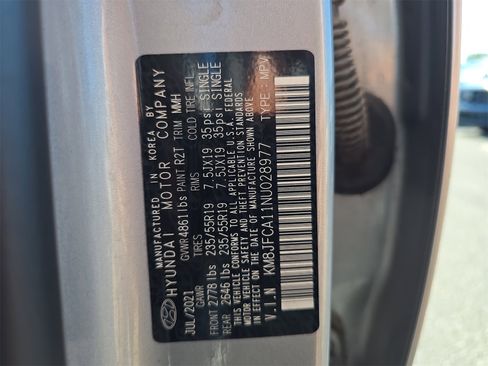 MANUFACTURED IN KOREA BY
HYUNDAI MOTOR COMPANY
JUL/2021 GVWR 4861lbs PAINT R2T TRIM MMH
GAWR TIRES COLD TIRE INFL.
FRONT 2778 lbs 235/55R19 7.5JX19 35psi SINGLE
REAR 2646 lbs 235/55R19 7.5JX19 35psi SINGLE
THIS VEHICLE CONFORMS TO ALL APPLICABLE U.S.A. FEDERAL
MOTOR VEHICLE SAFETY AND THEFT PREVENTION STANDARDS
IN EFFECT ON THE DATE OF MANUFACTURE SHOWN ABOVE.
V.I.N KM8JFCA11NU028977 TYPE: MPV